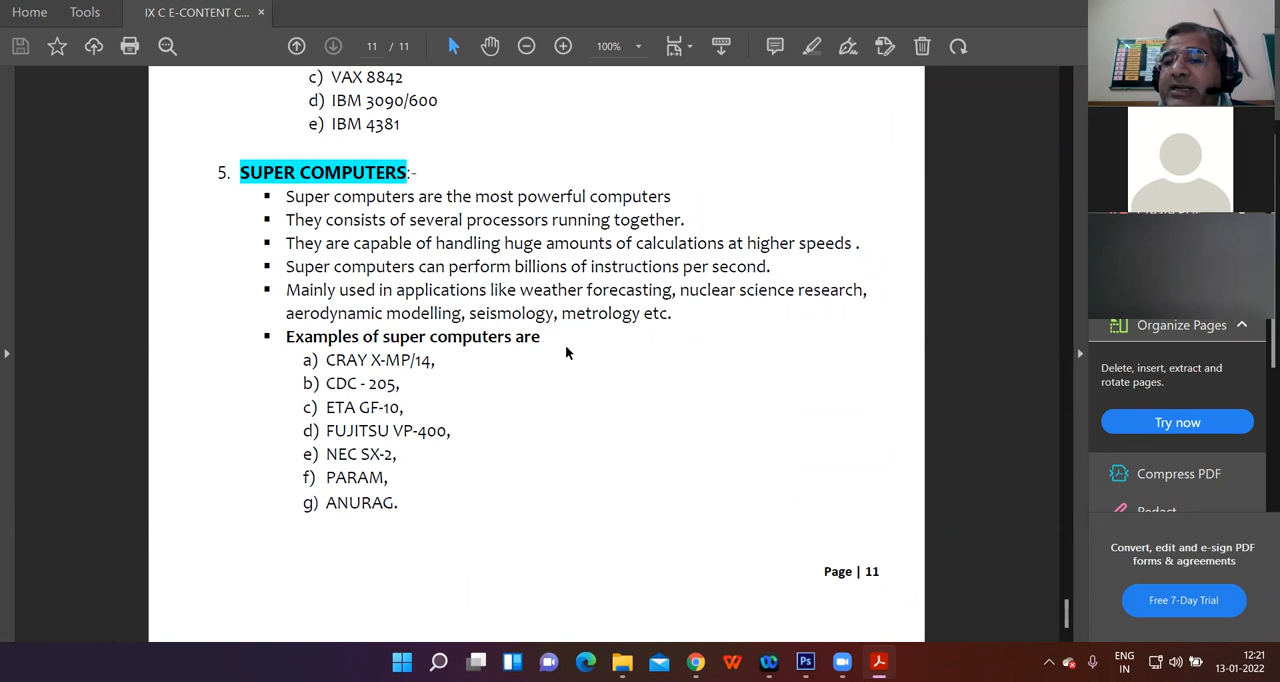 Home Tools IX C E-CONTENT C... ×
11 / 11 100%
c) VAX 8842
d) IBM 3090/600
e) IBM 4381
5. SUPER COMPUTERS:-
▪ Super computers are the most powerful computers
▪ They consists of several processors running together.
▪ They are capable of handling huge amounts of calculations at higher speeds .
▪ Super computers can perform billions of instructions per second.
▪ Mainly used in applications like weather forecasting, nuclear science research,
aerodynamic modelling, seismology, metrology etc.
▪ Examples of super computers are
a) CRAY X-MP/14,
b) CDC - 205,
c) ETA GF-10,
d) FUJITSU VP-400,
e) NEC SX-2,
f) PARAM,
g) ANURAG.
Page | 11
Organize Pages
Delete, insert, extract and
rotate pages.
Try now
Compress PDF
Redact
Convert, edit and e-sign PDF
forms & agreements
Free 7-Day Trial
W Ps
ENG
IN
12:21
13-01-2022